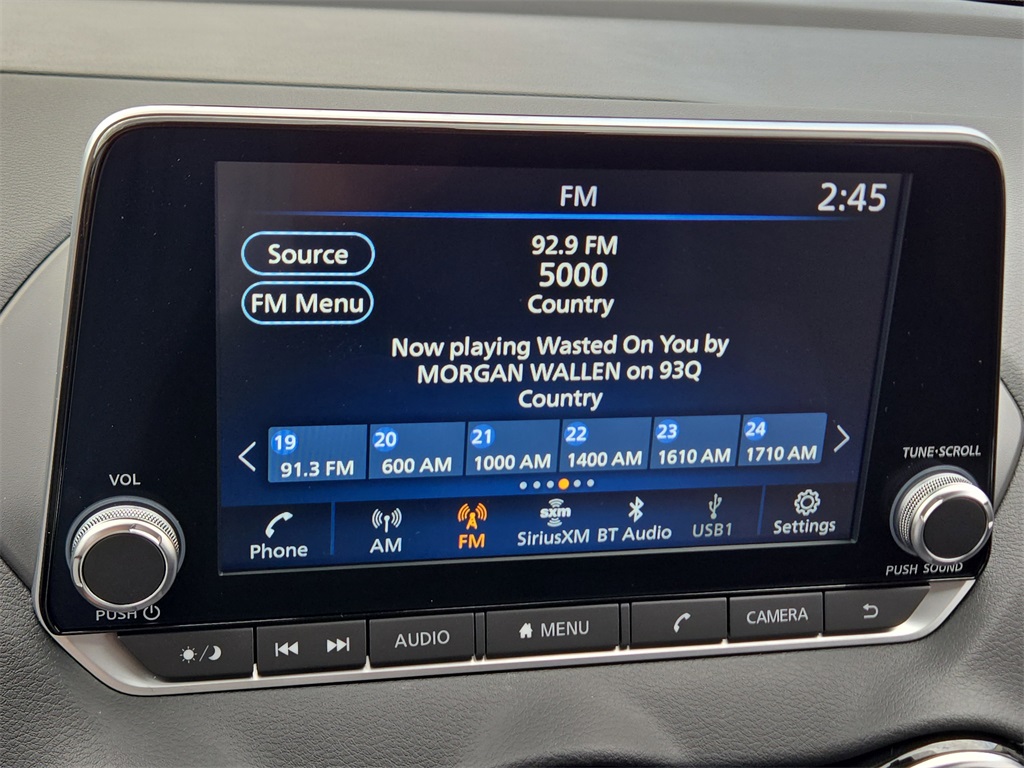 FM
2:45
Source
92.9 FM
5000
FM Menu
Country
Now playing Wasted On You by
MORGAN WALLEN on 93Q
Country
19
91.3 FM
20
600 AM
21
1000 AM
22
1400 AM
23
1610 AM
24
1710 AM
VOL
TUNE•SCROLL
Phone
AM
FM
sxm
SiriusXM
BT Audio
USB1
Settings
PUSH
PUSH SOUND
AUDIO
MENU
CAMERA